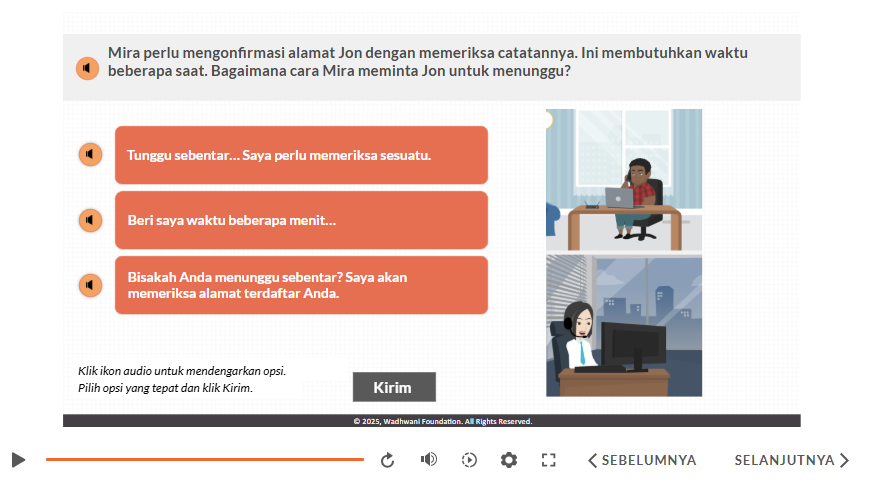 Mira perlu mengonfirmasi alamat Jon dengan memeriksa catatannya. Ini membutuhkan waktu
beberapa saat. Bagaimana cara Mira meminta Jon untuk menunggu?
Tunggu sebentar... Saya perlu memeriksa sesuatu.
Beri saya waktu beberapa menit...
Bisakah Anda menunggu sebentar? Saya akan
memeriksa alamat terdaftar Anda.
Klik ikon audio untuk mendengarkan opsi.
Pilih opsi yang tepat dan klik Kirim.
Kirim
© 2025, Wadhwani Foundation. All Rights Reserved.
SEBELUMNYA
SELANJUTNYA